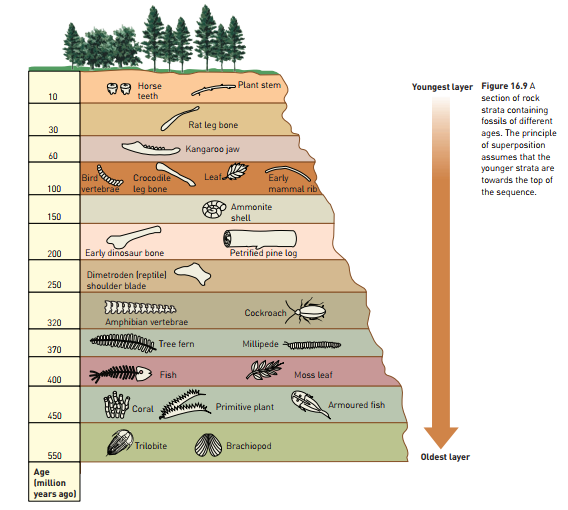 Horse
teeth
Plant stem
10
Rat leg bone
30
Kangaroo jaw
60
Bird
vertebrae
Crocodile
leg bone
Leaf
Early
mammal rib
100
Ammonite
shell
150
Early dinosaur bone
Petrified pine log
200
Dimetroden (reptile)
shoulder blade
250
Amphibian vertebrae
Cockroach
320
Tree fern
Millipede
370
Fish
Moss leaf
400
Coral
Primitive plant
Armoured fish
450
Trilobite
Brachiopod
550
Age
(million
years ago)
Youngest layer
Oldest layer
Figure 16.9 A
section of rock
strata containing
fossils of different
ages. The principle
of superposition
assumes that the
younger strata are
towards the top of
the sequence.